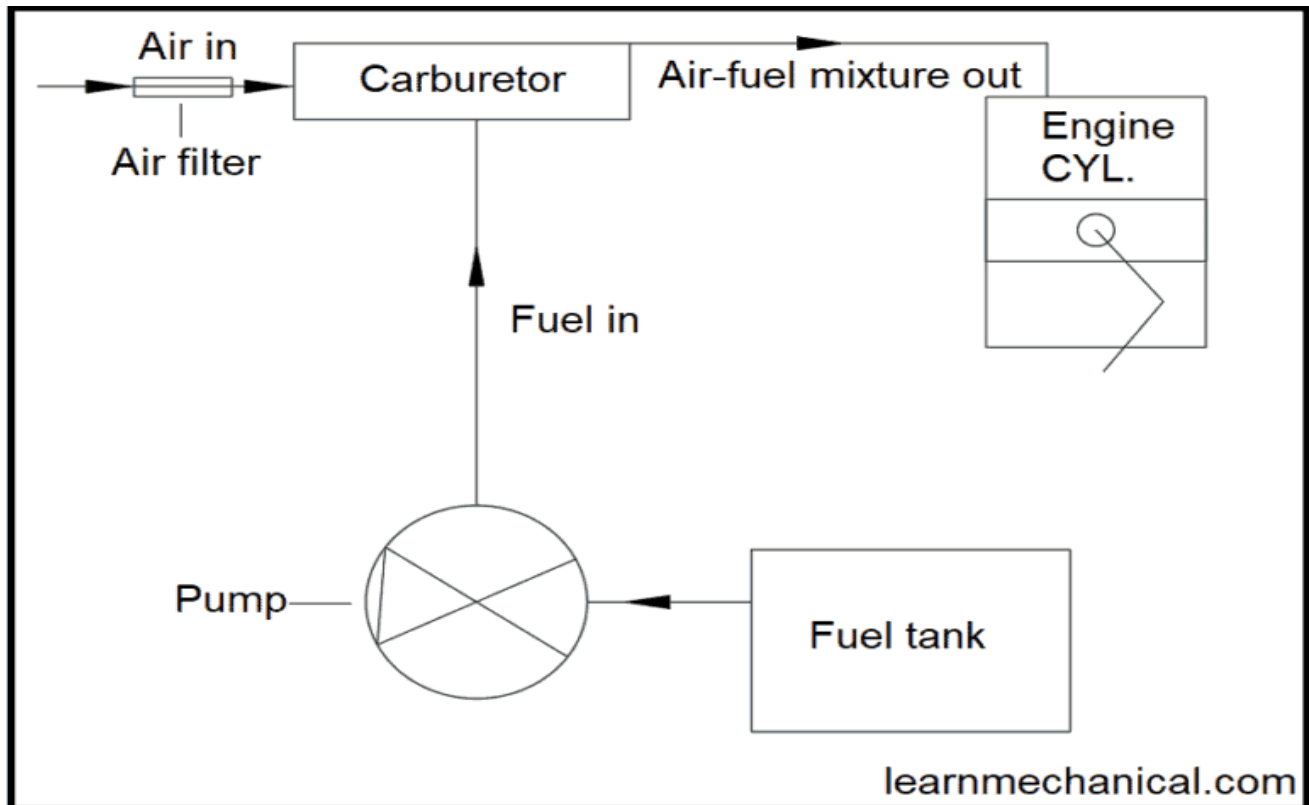 Air in
Carburetor
Air-fuel mixture out
Air filter
Engine
CYL.
Fuel in
Pump
Fuel tank
learnmechanical.com